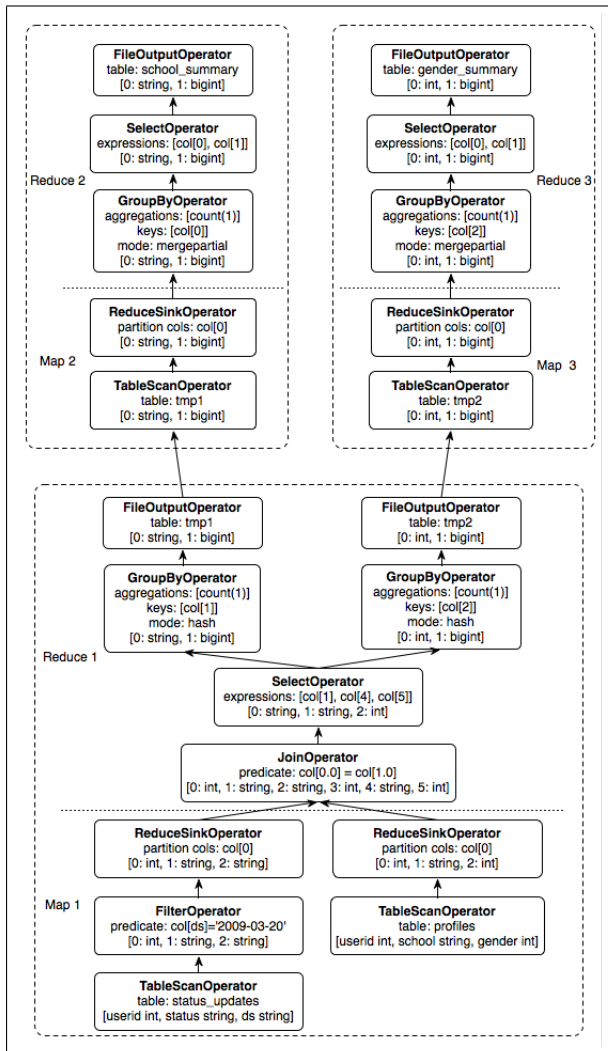 FileOutputOperator
table: school_summary
[0: string, 1: bigint]
SelectOperator
expressions: [col[0], col[1]]
[0: string, 1: bigint]
Reduce 2
GroupByOperator
aggregations: [count(1)]
keys: [col[0]]
mode: mergepartial
[0: string, 1: bigint]
ReduceSinkOperator
partition cols: col[0]
[0: string, 1: bigint]
Map 2
TableScanOperator
table: tmp1
[0: string, 1: bigint]
FileOutputOperator
table: gender_summary
[0: int, 1: bigint]
SelectOperator
expressions: [col[0], col[1]]
[0: int, 1: bigint]
Reduce 3
GroupByOperator
aggregations: [count(1)]
keys: [col[2]]
mode: mergepartial
[0: int, 1: bigint]
ReduceSinkOperator
partition cols: col[0]
[0: int, 1: bigint]
Map 3
TableScanOperator
table: tmp2
[0: int, 1: bigint]
FileOutputOperator
table: tmp1
[0: string, 1: bigint]
FileOutputOperator
table: tmp2
[0: int, 1: bigint]
GroupByOperator
aggregations: [count(1)]
keys: [col[1]]
mode: hash
[0: string, 1: bigint]
GroupByOperator
aggregations: [count(1)]
keys: [col[2]]
mode: hash
[0: int, 1: bigint]
Reduce 1
SelectOperator
expressions: [col[1], col[4], col[5]]
[0: string, 1: string, 2: int]
JoinOperator
predicate: col[0.0] = col[1.0]
[0: int, 1: string, 2: string, 3: int, 4: string, 5: int]
ReduceSinkOperator
partition cols: col[0]
[0: int, 1: string, 2: string]
ReduceSinkOperator
partition cols: col[0]
[0: int, 1: string, 2: int]
Map 1
FilterOperator
predicate: col[ds]='2009-03-20'
[0: int, 1: string, 2: string]
TableScanOperator
table: profiles
[userid int, school string, gender int]
TableScanOperator
table: status_updates
[userid int, status string, ds string]